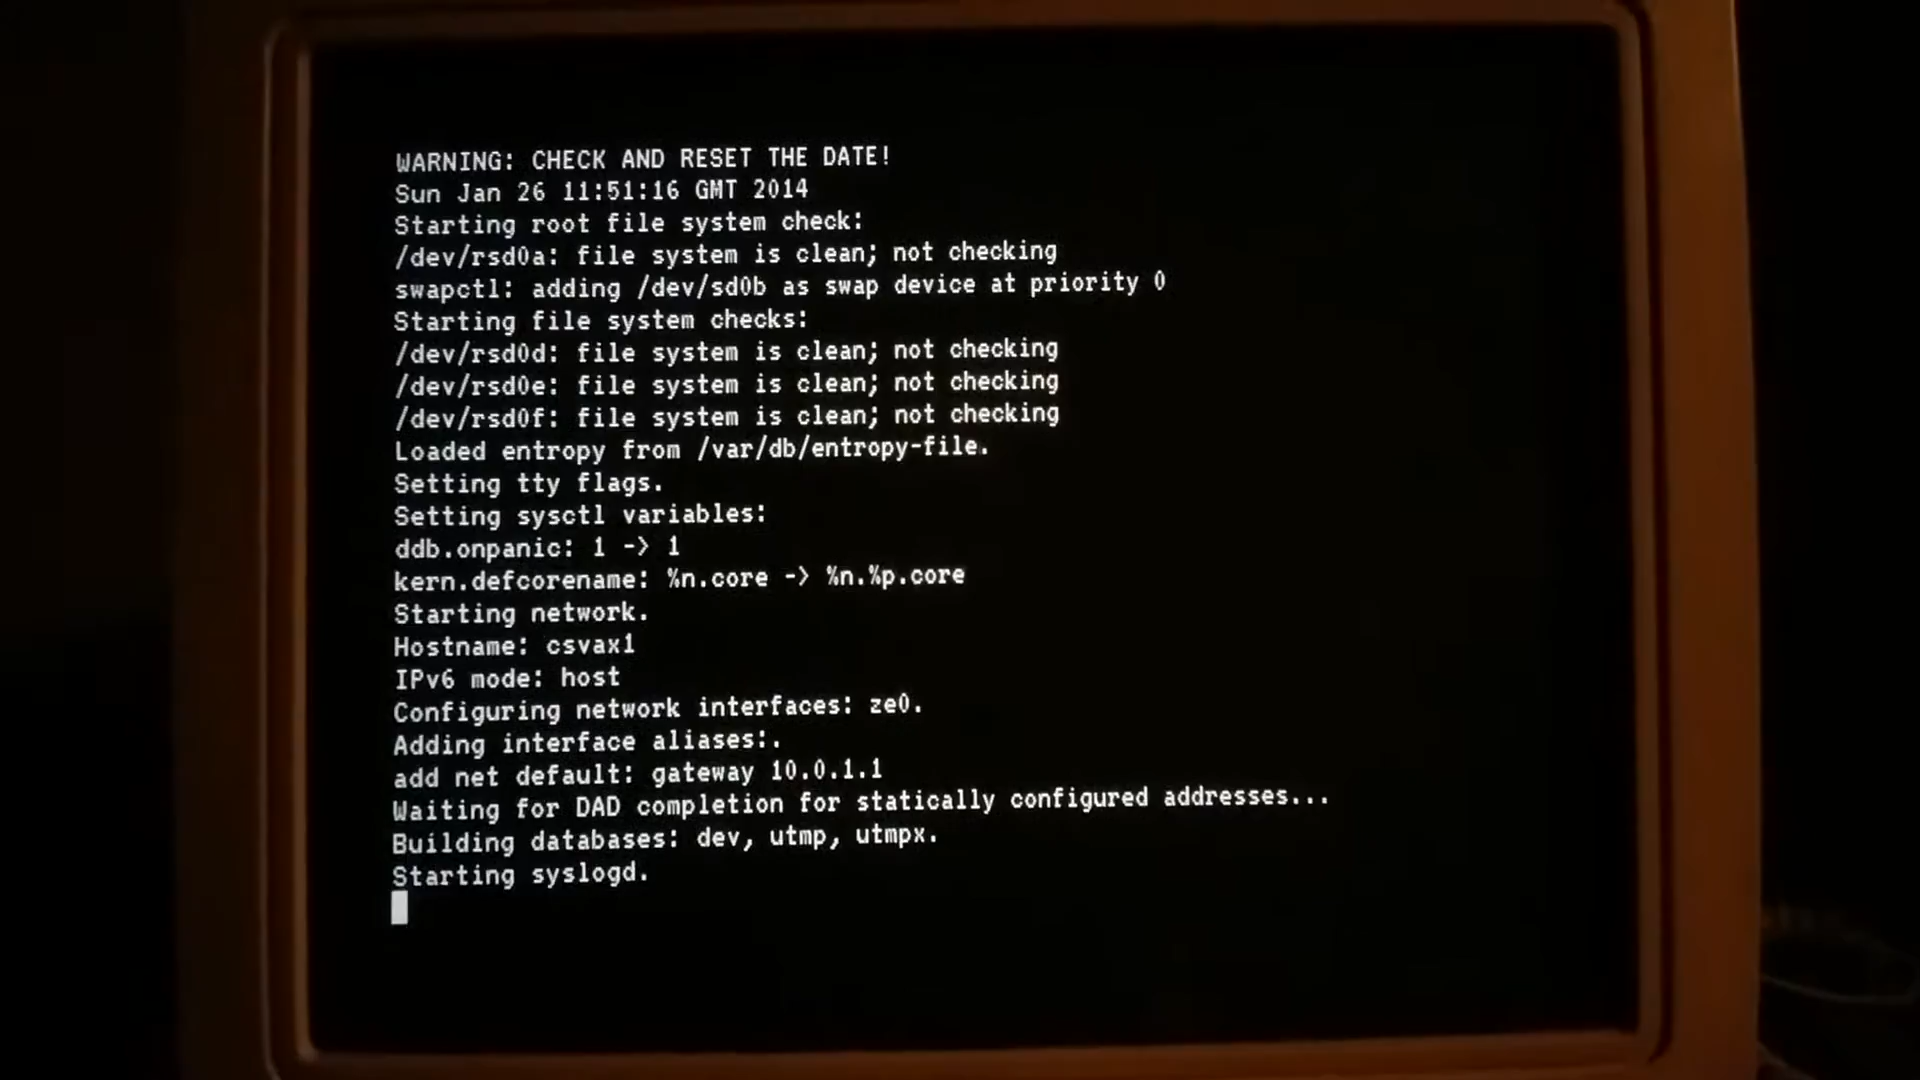 WARNING: CHECK AND RESET THE DATE!
Sun Jan 26 11:51:16 GMT 2014
Starting root file system check:
/dev/rsd0a: file system is clean; not checking
swapctl: adding /dev/sd0b as swap device at priority 0
Starting file system checks:
/dev/rsd0d: file system is clean; not checking
/dev/rsd0e: file system is clean; not checking
/dev/rsd0f: file system is clean; not checking
Loaded entropy from /var/db/entropy-file.
Setting tty flags.
Setting sysctl variables:
ddb.onpanic: 1 -> 1
kern.defcorename: %n.core -> %n.%p.core
Starting network.
Hostname: csvax1
IPv6 mode: host
Configuring network interfaces: ze0.
Adding interface aliases:.
add net default: gateway 10.0.1.1
Waiting for DAD completion for statically configured addresses...
Building databases: dev, utmp, utmpx.
Starting syslogd.